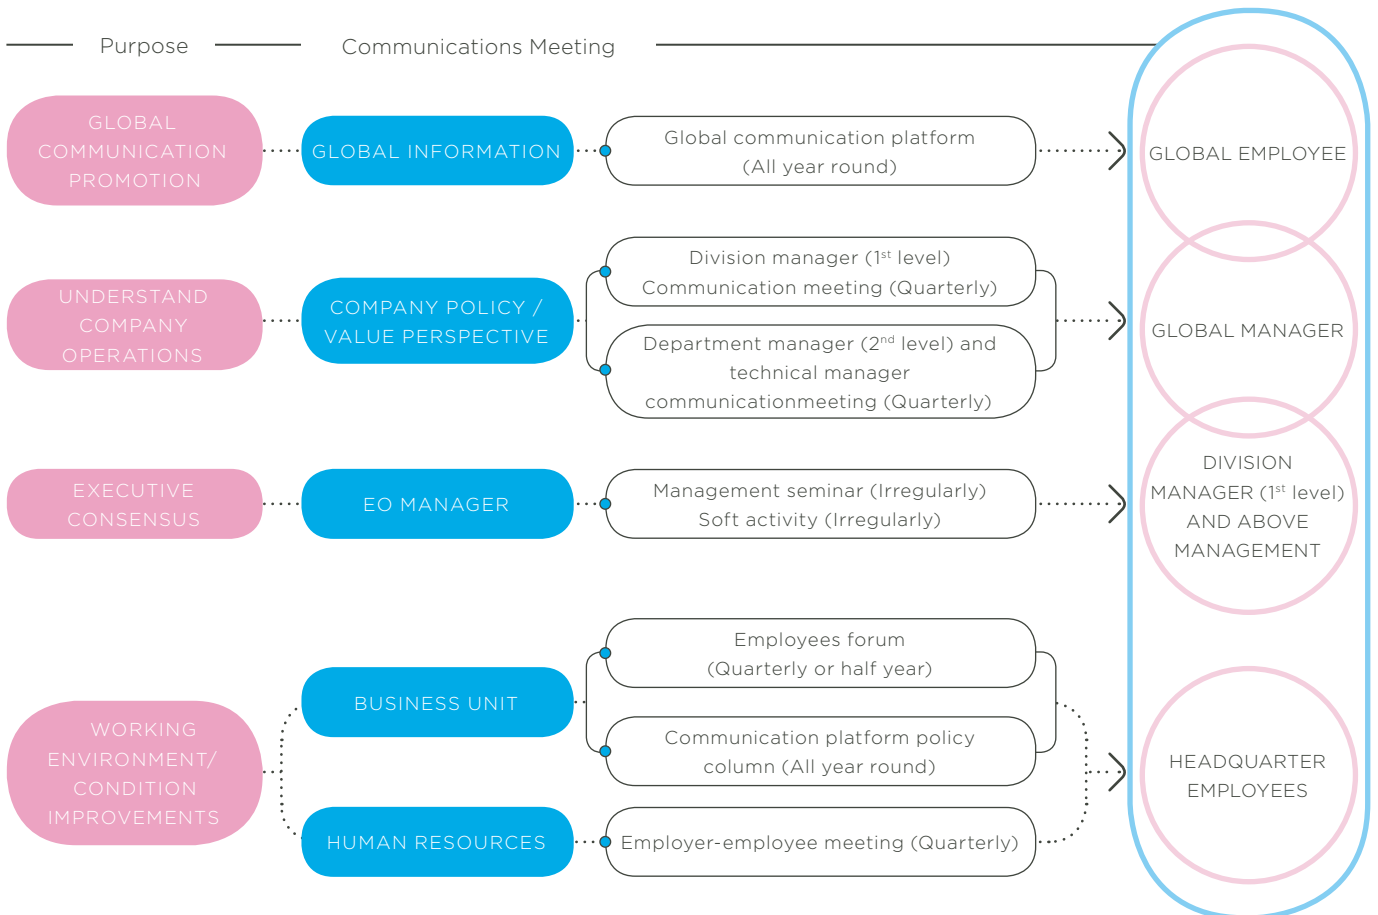 Purpose
Communications Meeting
GLOBAL
COMMUNICATION
PROMOTION
GLOBAL INFORMATION
Global communication platform
(All year round)
GLOBAL EMPLOYEE
UNDERSTAND
COMPANY
OPERATIONS
COMPANY POLICY /
VALUE PERSPECTIVE
Division manager (1st level)
Communication meeting (Quarterly)
Department manager (2nd level) and
technical manager
communicationmeeting (Quarterly)
GLOBAL MANAGER
EXECUTIVE
CONSENSUS
EO MANAGER
Management seminar (Irregularly)
Soft activity (Irregularly)
DIVISION
MANAGER (1st level)
AND ABOVE
MANAGEMENT
WORKING
ENVIRONMENT/
CONDITION
IMPROVEMENTS
BUSINESS UNIT
Employees forum
(Quarterly or half year)
Communication platform policy
column (All year round)
HUMAN RESOURCES
Employer-employee meeting (Quarterly)
HEADQUARTER
EMPLOYEES